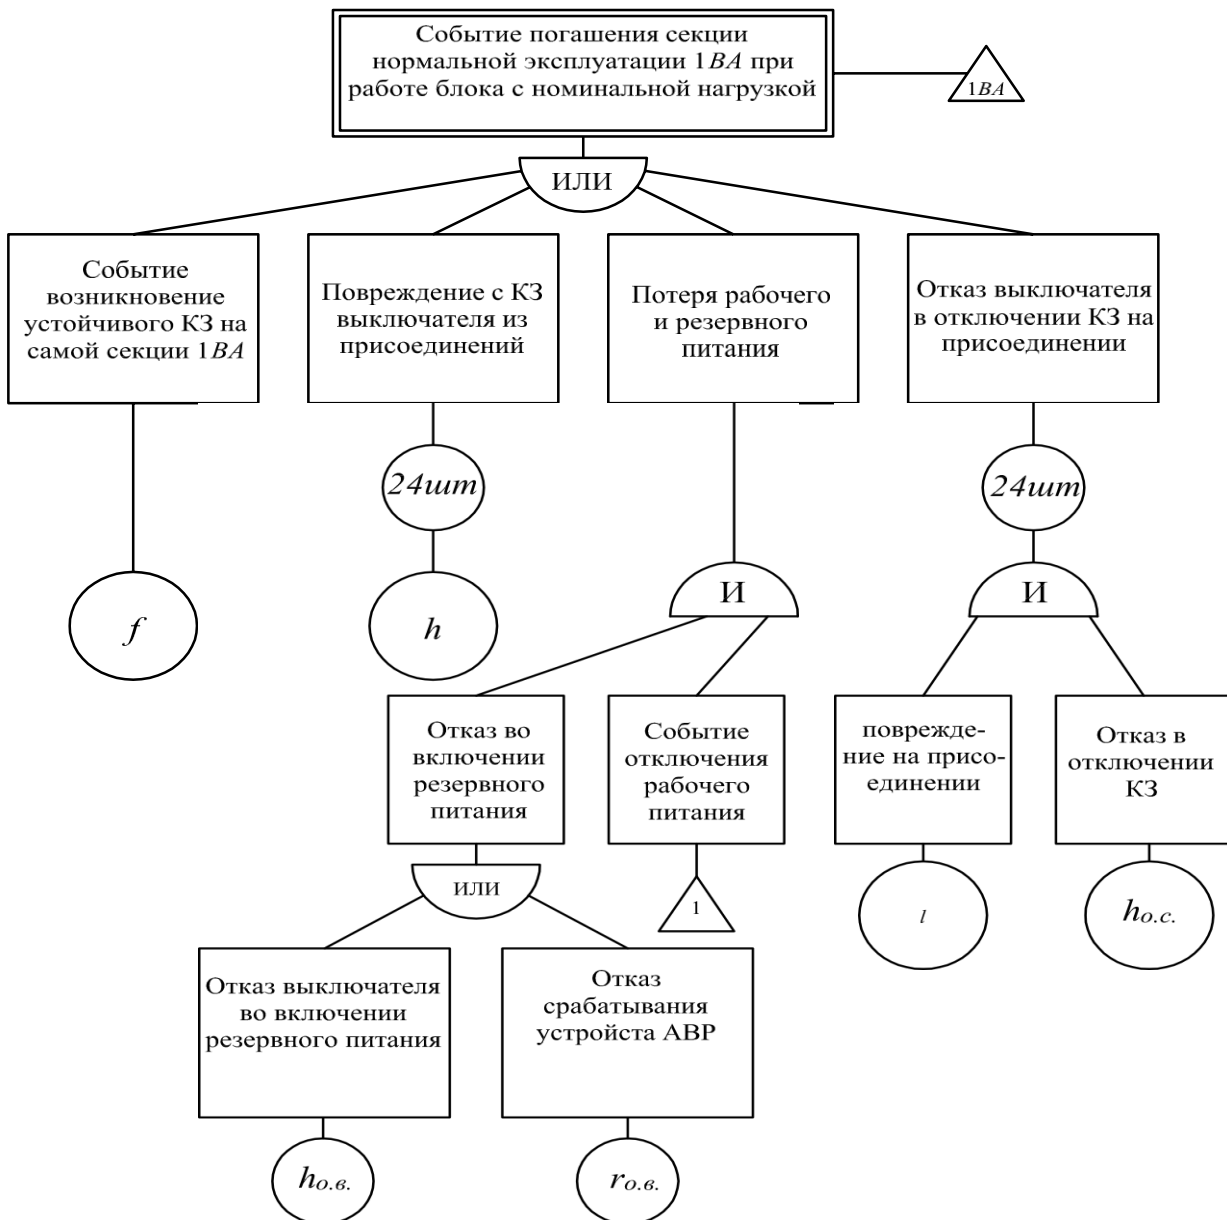 Событие погашения секции
нормальной эксплуатации 1ВА при
работе блока с номинальной нагрузкой
1ВА
ИЛИ
Событие
возникновение
устойчивого КЗ на
самой секции 1ВА
Повреждение с КЗ
выключателя из
присоединений
Потеря рабочего
и резервного
питания
Отказ выключателя
в отключении КЗ на
присоединении
24шт
24шт
f
h
И
И
Отказ во
включении
резервного
питания
Событие
отключения
рабочего
питания
повреде-
ние на присо-
единении
Отказ в
отключении
КЗ
ИЛИ
1
l
hо.с.
Отказ выключателя
во включении
резервного питания
Отказ
срабатывания
устройста АВР
hо.в.
rо.в.